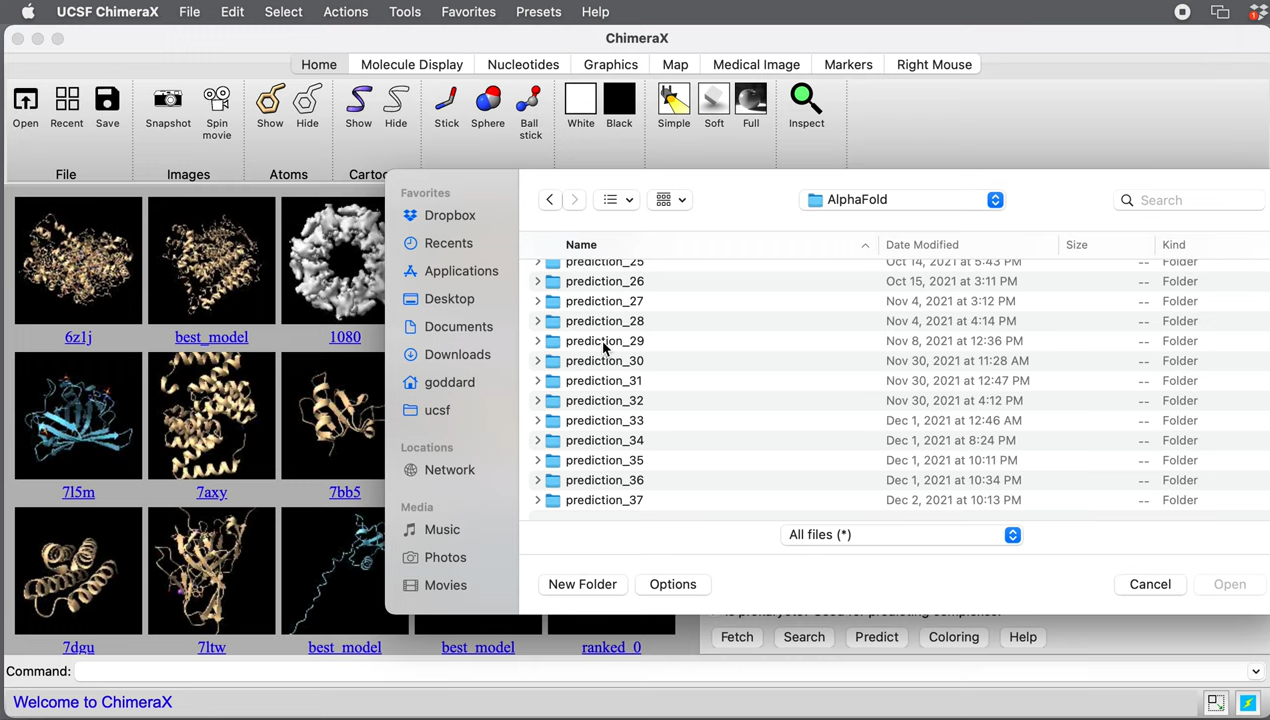 UCSF ChimeraX File Edit Select Actions Tools Favorites Presets Help
ChimeraX
Home Molecule Display Nucleotides Graphics Map Medical Image Markers Right Mouse
Open Recent Save Snapshot Spin movie Show Hide Show Hide Stick Sphere Ball stick White Black Simple Soft Full Inspect
File Images Atoms
Favorites
Dropbox
Recents
Applications
Desktop
Documents
Downloads
goddard
ucsf
Locations
Network
Media
Music
Photos
Movies
AlphaFold Search
Name Date Modified Size Kind
prediction_25 Oct 14, 2021 at 5:43 PM -- Folder
prediction_26 Oct 15, 2021 at 3:11 PM -- Folder
prediction_27 Nov 4, 2021 at 3:12 PM -- Folder
prediction_28 Nov 4, 2021 at 4:14 PM -- Folder
prediction_29 Nov 8, 2021 at 12:36 PM -- Folder
prediction_30 Nov 30, 2021 at 11:28 AM -- Folder
prediction_31 Nov 30, 2021 at 12:47 PM -- Folder
prediction_32 Nov 30, 2021 at 4:12 PM -- Folder
prediction_33 Dec 1, 2021 at 12:46 AM -- Folder
prediction_34 Dec 1, 2021 at 8:24 PM -- Folder
prediction_35 Dec 1, 2021 at 10:11 PM -- Folder
prediction_36 Dec 1, 2021 at 10:34 PM -- Folder
prediction_37 Dec 2, 2021 at 10:13 PM -- Folder
All files (*)
New Folder Options Cancel Open
6z1j best_model 1080
7l5m 7axy 7bb5
7dgu 7ltw best_model best_model ranked_0
Fetch Search Predict Coloring Help
Command:
Welcome to ChimeraX